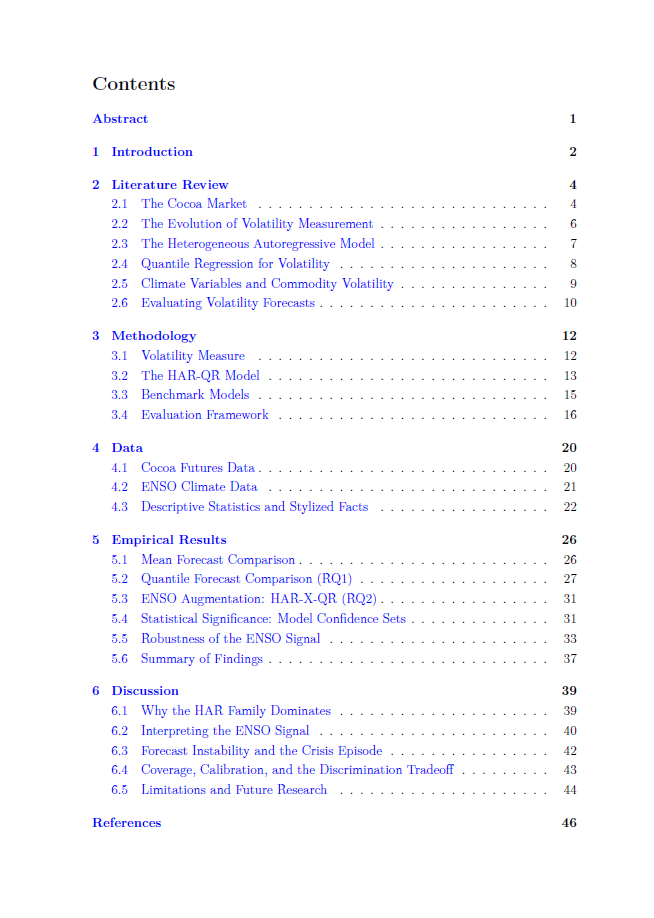 Contents
Abstract 1
1 Introduction 2
2 Literature Review 4
2.1 The Cocoa Market . . . . . . . . . . . . . . . . . . . . . . . . . . . . . 4
2.2 The Evolution of Volatility Measurement . . . . . . . . . . . . . . . . . 6
2.3 The Heterogeneous Autoregressive Model . . . . . . . . . . . . . . . . . 7
2.4 Quantile Regression for Volatility . . . . . . . . . . . . . . . . . . . . 8
2.5 Climate Variables and Commodity Volatility . . . . . . . . . . . . . . . 9
2.6 Evaluating Volatility Forecasts . . . . . . . . . . . . . . . . . . . . . . . 10
3 Methodology 12
3.1 Volatility Measure . . . . . . . . . . . . . . . . . . . . . . . . . . . . . 12
3.2 The HAR-QR Model . . . . . . . . . . . . . . . . . . . . . . . . . . . . 13
3.3 Benchmark Models . . . . . . . . . . . . . . . . . . . . . . . . . . . . . 15
3.4 Evaluation Framework . . . . . . . . . . . . . . . . . . . . . . . . . . . 16
4 Data 20
4.1 Cocoa Futures Data . . . . . . . . . . . . . . . . . . . . . . . . . . . . . 20
4.2 ENSO Climate Data . . . . . . . . . . . . . . . . . . . . . . . . . . . . 21
4.3 Descriptive Statistics and Stylized Facts . . . . . . . . . . . . . . . . . 22
5 Empirical Results 26
5.1 Mean Forecast Comparison . . . . . . . . . . . . . . . . . . . . . . . . . 26
5.2 Quantile Forecast Comparison (RQ1) . . . . . . . . . . . . . . . . . . . 27
5.3 ENSO Augmentation: HAR-X-QR (RQ2) . . . . . . . . . . . . . . . . . 31
5.4 Statistical Significance: Model Confidence Sets . . . . . . . . . . . . . . 31
5.5 Robustness of the ENSO Signal . . . . . . . . . . . . . . . . . . . . . . 33
5.6 Summary of Findings . . . . . . . . . . . . . . . . . . . . . . . . . . . . 37
6 Discussion 39
6.1 Why the HAR Family Dominates . . . . . . . . . . . . . . . . . . . . . 39
6.2 Interpreting the ENSO Signal . . . . . . . . . . . . . . . . . . . . . . . 40
6.3 Forecast Instability and the Crisis Episode . . . . . . . . . . . . . . . . 42
6.4 Coverage, Calibration, and the Discrimination Tradeoff . . . . . . . . . 43
6.5 Limitations and Future Research . . . . . . . . . . . . . . . . . . . . . 44
References 46